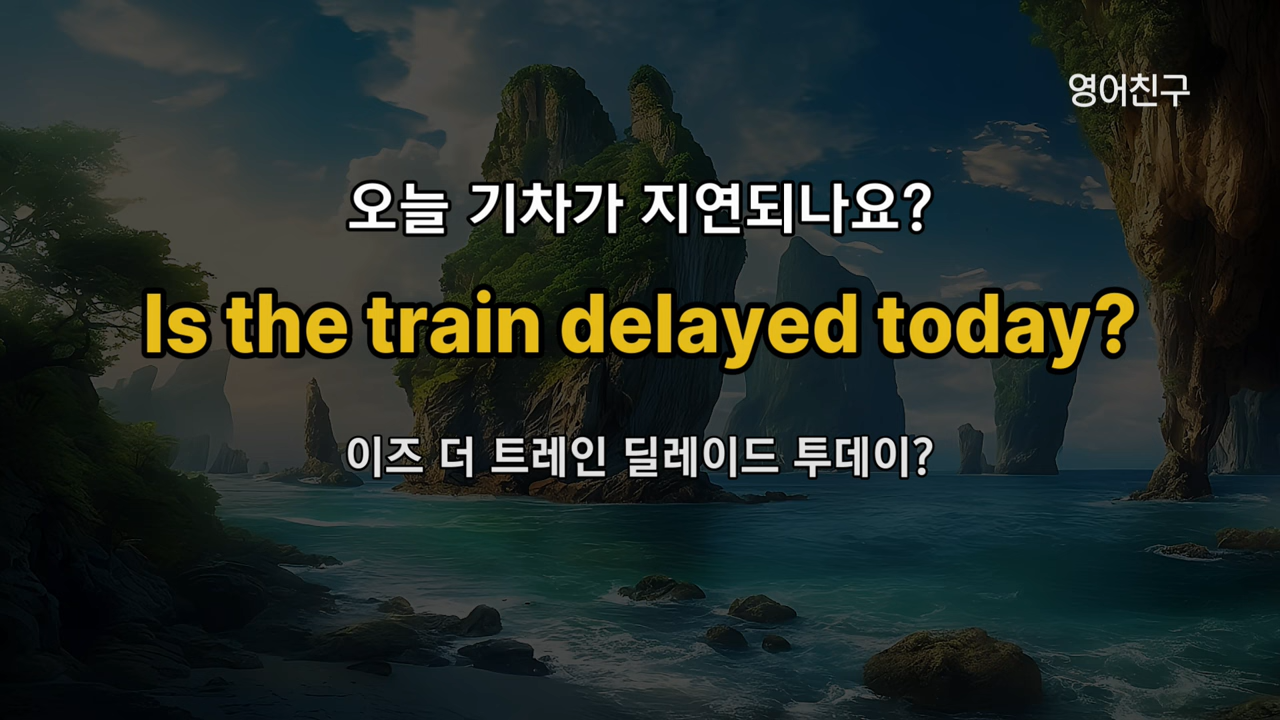 영어친구
오늘 기차가 지연되나요?
Is the train delayed today?
이즈 더 트레인 딜레이드 투데이?